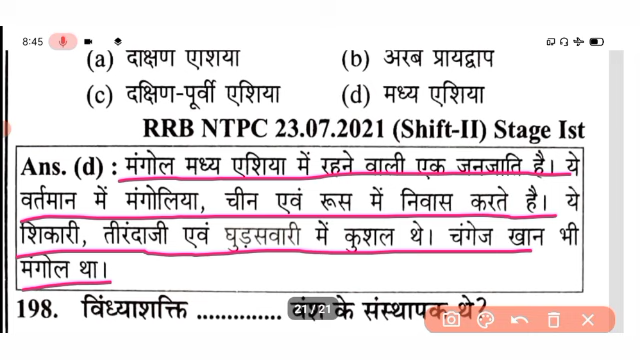 8:45
(a) दक्षिण एशिया (b) अरब प्रायद्वीप
(c) दक्षिण-पूर्वी एशिया (d) मध्य एशिया
RRB NTPC 23.07.2021 (Shift-II) Stage Ist
Ans. (d) : मंगोल मध्य एशिया में रहने वाली एक जनजाति है। ये
वर्तमान में मंगोलिया, चीन एवं रूस में निवास करते है। ये
शिकारी, तीरंदाजी एवं घुड़सवारी में कुशल थे। चंगेज खान भी
मंगोल था।
198. विंध्याशक्ति .............. वंश के संस्थापक थे?
21 / 21